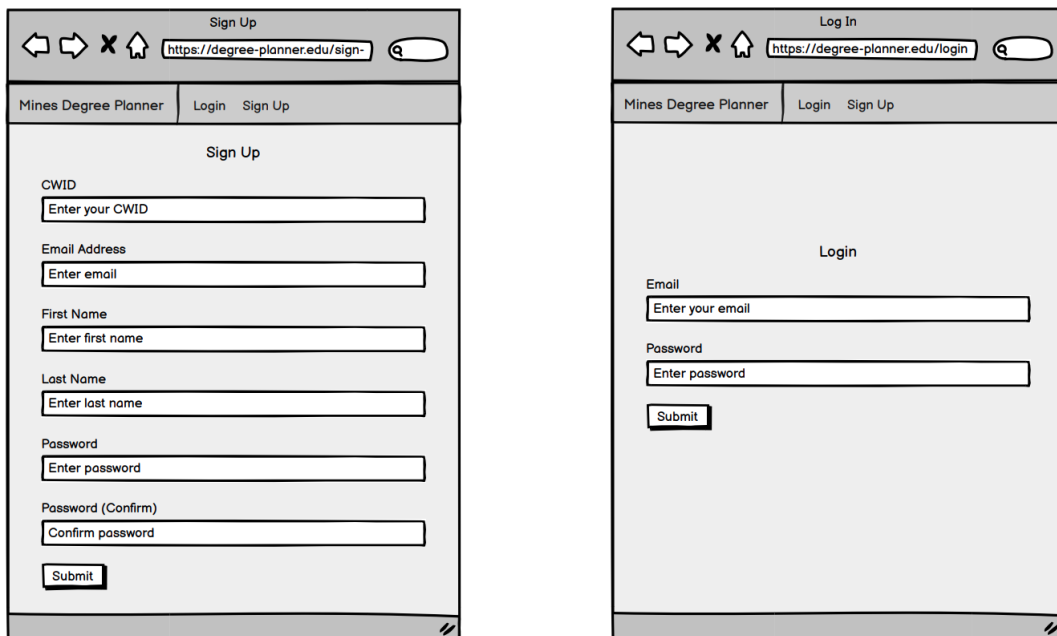 Sign Up
https://degree-planner.edu/sign-
Mines Degree Planner Login Sign Up
Sign Up
CWID
Enter your CWID
Email Address
Enter email
First Name
Enter first name
Last Name
Enter last name
Password
Enter password
Password (Confirm)
Confirm password
Submit
Log In
https://degree-planner.edu/login
Mines Degree Planner Login Sign Up
Login
Email
Enter your email
Password
Enter password
Submit